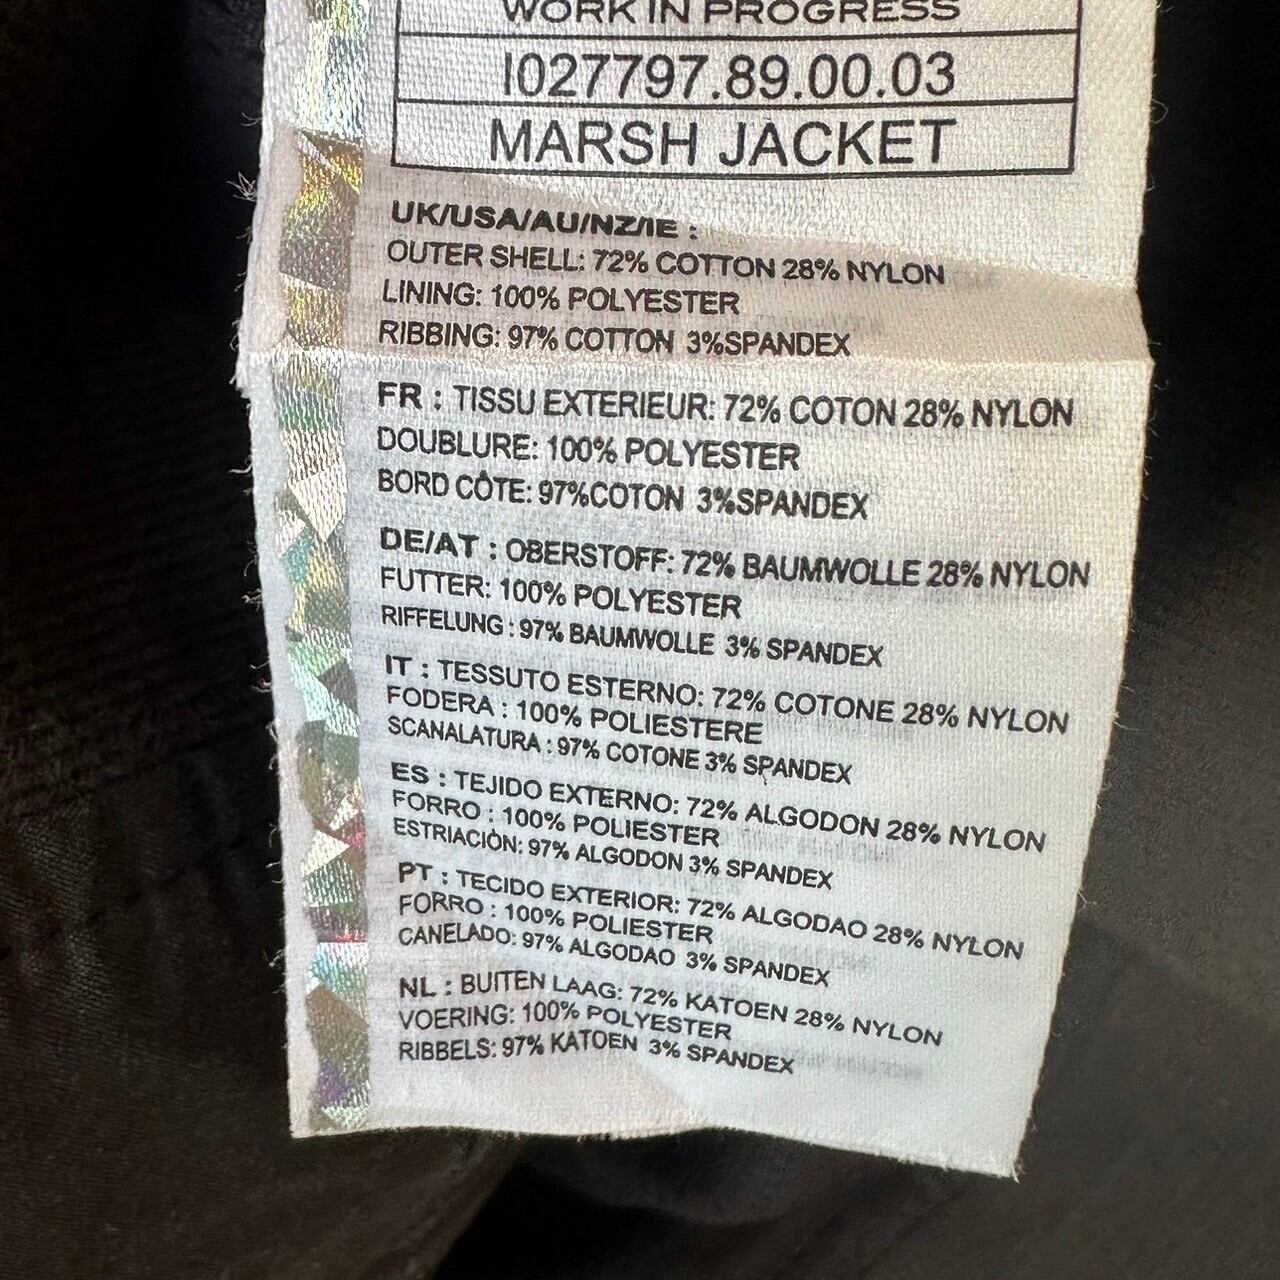 WORK IN PROGRESS
I027797.89.00.03
MARSH JACKET
UK/USA/AU/NZ/IE :
OUTER SHELL: 72% COTTON 28% NYLON
LINING: 100% POLYESTER
RIBBING: 97% COTTON 3%SPANDEX
FR : TISSU EXTERIEUR: 72% COTON 28% NYLON
DOUBLURE: 100% POLYESTER
BORD CÔTE: 97%COTON 3%SPANDEX
DE/AT : OBERSTOFF: 72% BAUMWOLLE 28% NYLON
FUTTER: 100% POLYESTER
RIFFELUNG : 97% BAUMWOLLE 3% SPANDEX
IT : TESSUTO ESTERNO: 72% COTONE 28% NYLON
FODERA : 100% POLIESTERE
SCANALATURA : 97% COTONE 3% SPANDEX
ES : TEJIDO EXTERNO: 72% ALGODON 28% NYLON
FORRO : 100% POLIESTER
ESTRIACIÓN: 97% ALGODON 3% SPANDEX
PT : TECIDO EXTERIOR: 72% ALGODAO 28% NYLON
FORRO : 100% POLIESTER
CANELADO: 97% ALGODAO 3% SPANDEX
NL : BUITEN LAAG: 72% KATOEN 28% NYLON
VOERING: 100% POLYESTER
RIBBELS: 97% KATOEN 3% SPANDEX